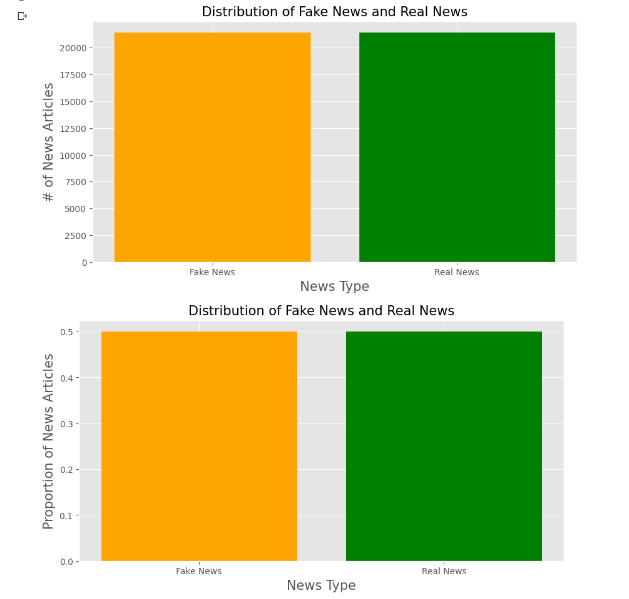 Distribution of Fake News and Real News
# of News Articles
20000
17500
15000
12500
10000
7500
5000
2500
0
Fake News
Real News
News Type
Distribution of Fake News and Real News
Proportion of News Articles
0.5
0.4
0.3
0.2
0.1
0.0
Fake News
Real News
News Type